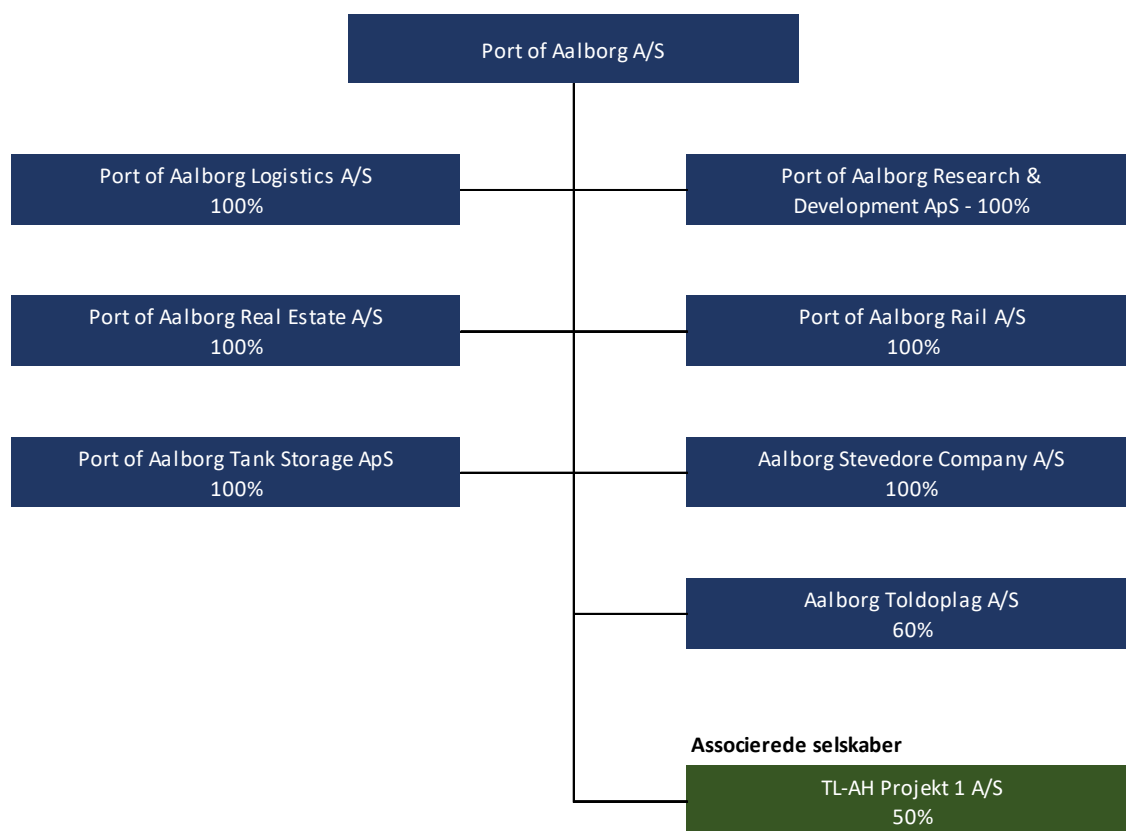 Port of Aalborg A/S
Port of Aalborg Logistics A/S
100%
Port of Aalborg Research &
Development ApS - 100%
Port of Aalborg Real Estate A/S
100%
Port of Aalborg Rail A/S
100%
Port of Aalborg Tank Storage ApS
100%
Aalborg Stevedore Company A/S
100%
Aalborg Toldoplag A/S
60%
Associerede selskaber
TL-AH Projekt 1 A/S
50%